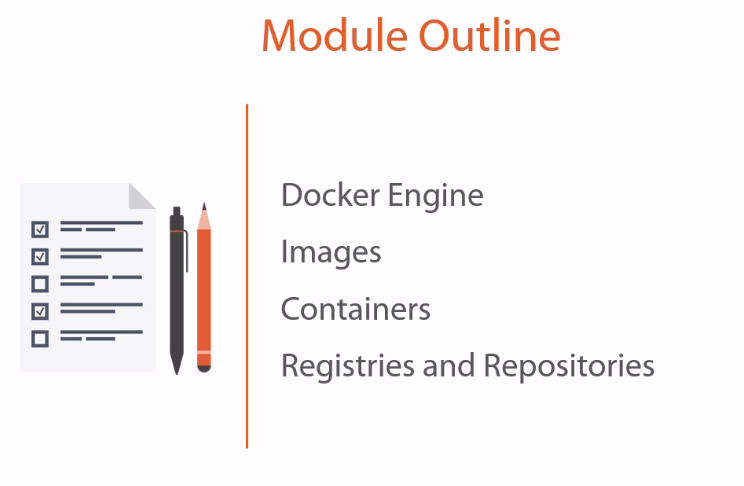 Module Outline
Docker Engine
Images
Containers
Registries and Repositories